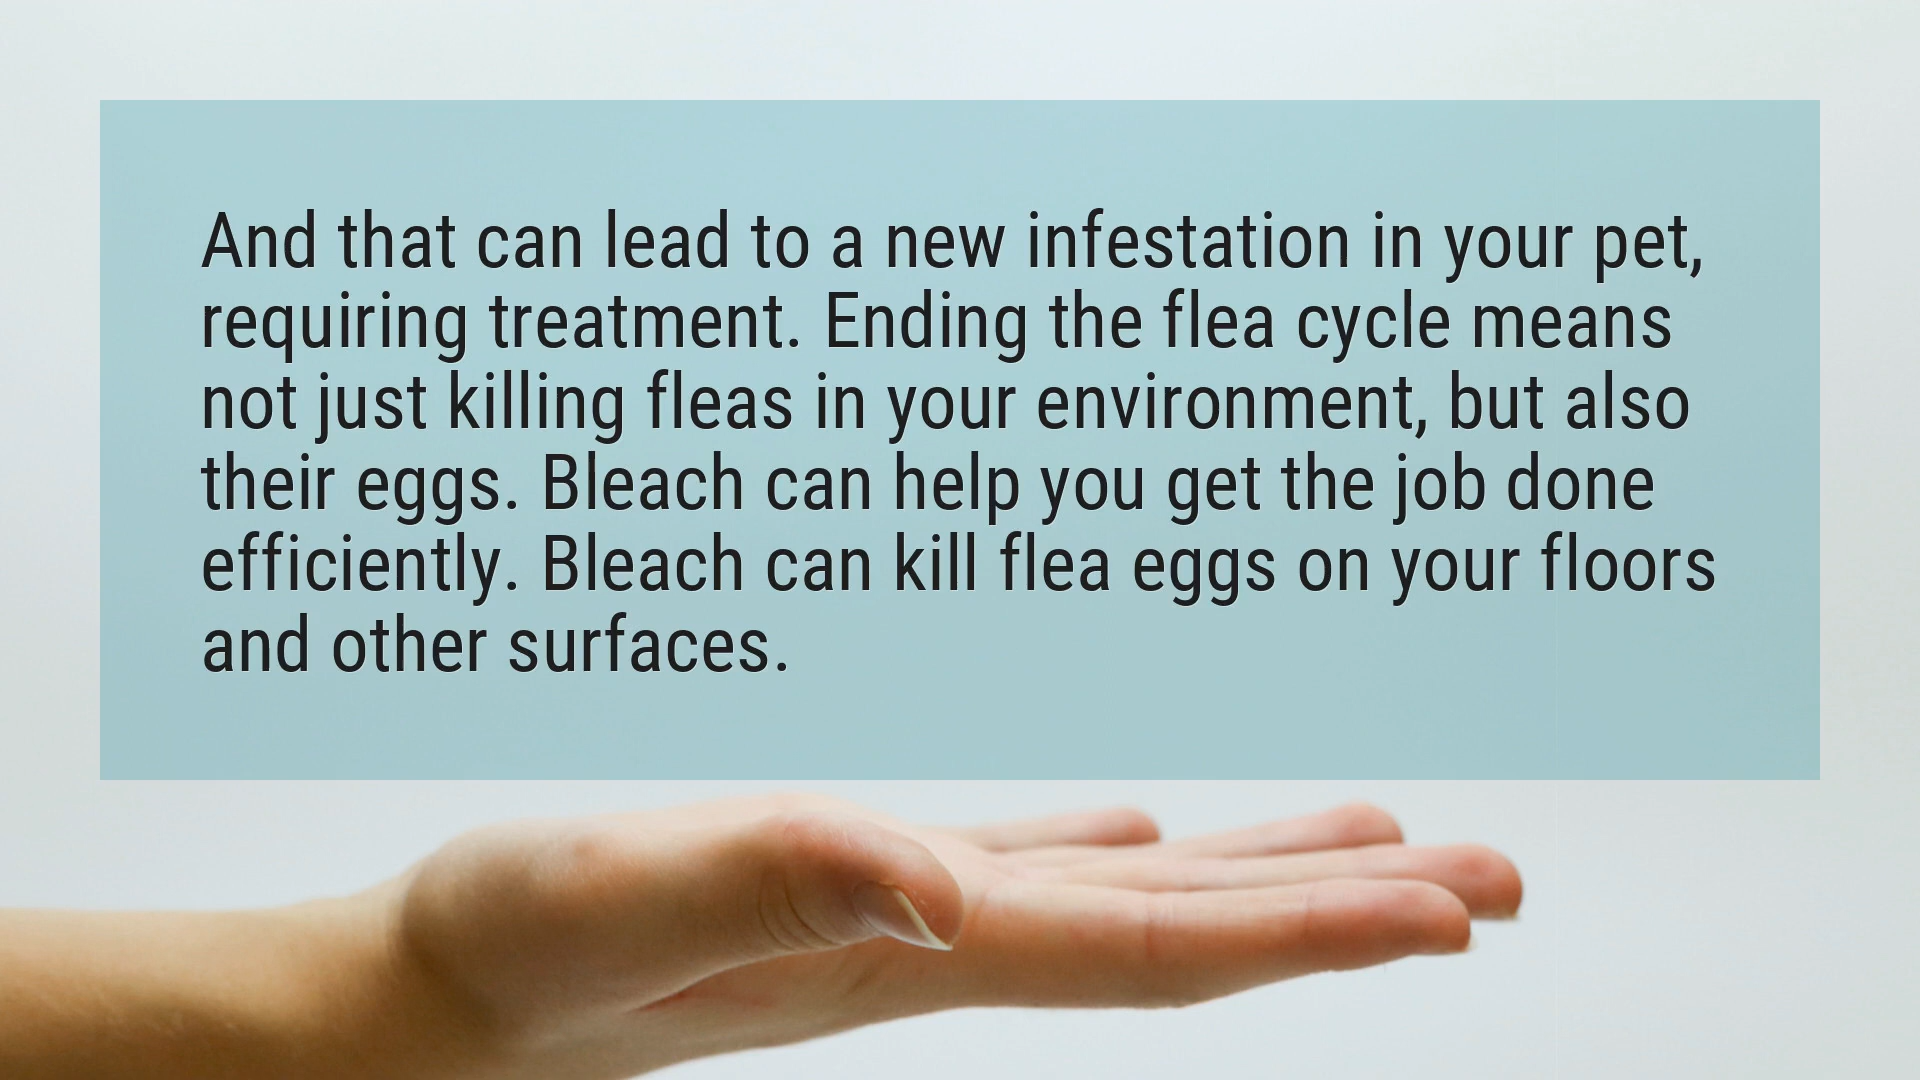 And that can lead to a new infestation in your pet,
requiring treatment. Ending the flea cycle means
not just killing fleas in your environment, but also
their eggs. Bleach can help you get the job done
efficiently. Bleach can kill flea eggs on your floors
and other surfaces.